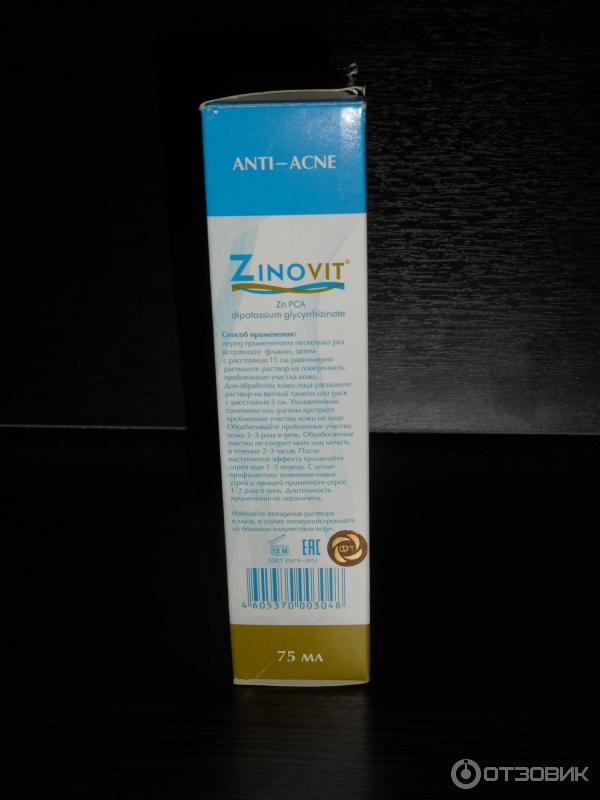 ANTI–ACNE
ZINOVIT®
Zn PCA
dipotassium glycyrrhizinate
Способ применения:
перед применением несколько раз
встряхните флакон, затем
с расстояния 15 см равномерно
распылите раствор на поверхность
проблемного участка кожи.
Для обработки кожи лица распылите
раствор на ватный тампон или диск
с расстояния 5 см. Увлажненным
тампоном или диском протрите
проблемные участки кожи на лице.
Обрабатывайте проблемные участки
кожи 2-3 раза в день. Обработанные
участки не следует мыть или мочить
в течение 2-3 часов. После
наступления эффекта применяйте
спрей еще 1-2 недели. С целью
профилактики появления новых
угрей и прыщей применяйте спрей
1-2 раза в день. Длительность
применения не ограничена.
Избегайте попадания раствора
в глаза, в случае попадания промойте
их большим количеством воды.
12 M
EAC
ФТ
ГОСТ 31679-2012
4 605370 003048
75 мл
ОТЗОВИК